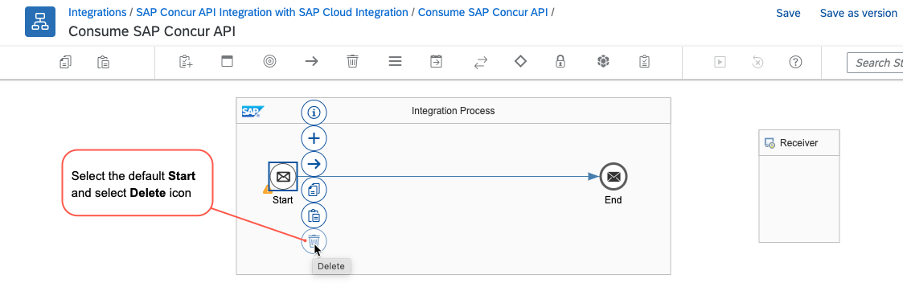 Integrations / SAP Concur API Integration with SAP Cloud Integration / Consume SAP Concur API /
Save
Save as version
Consume SAP Concur API
Search St
SAP
Integration Process
Receiver
Select the default Start
and select Delete icon
Start
End
Delete